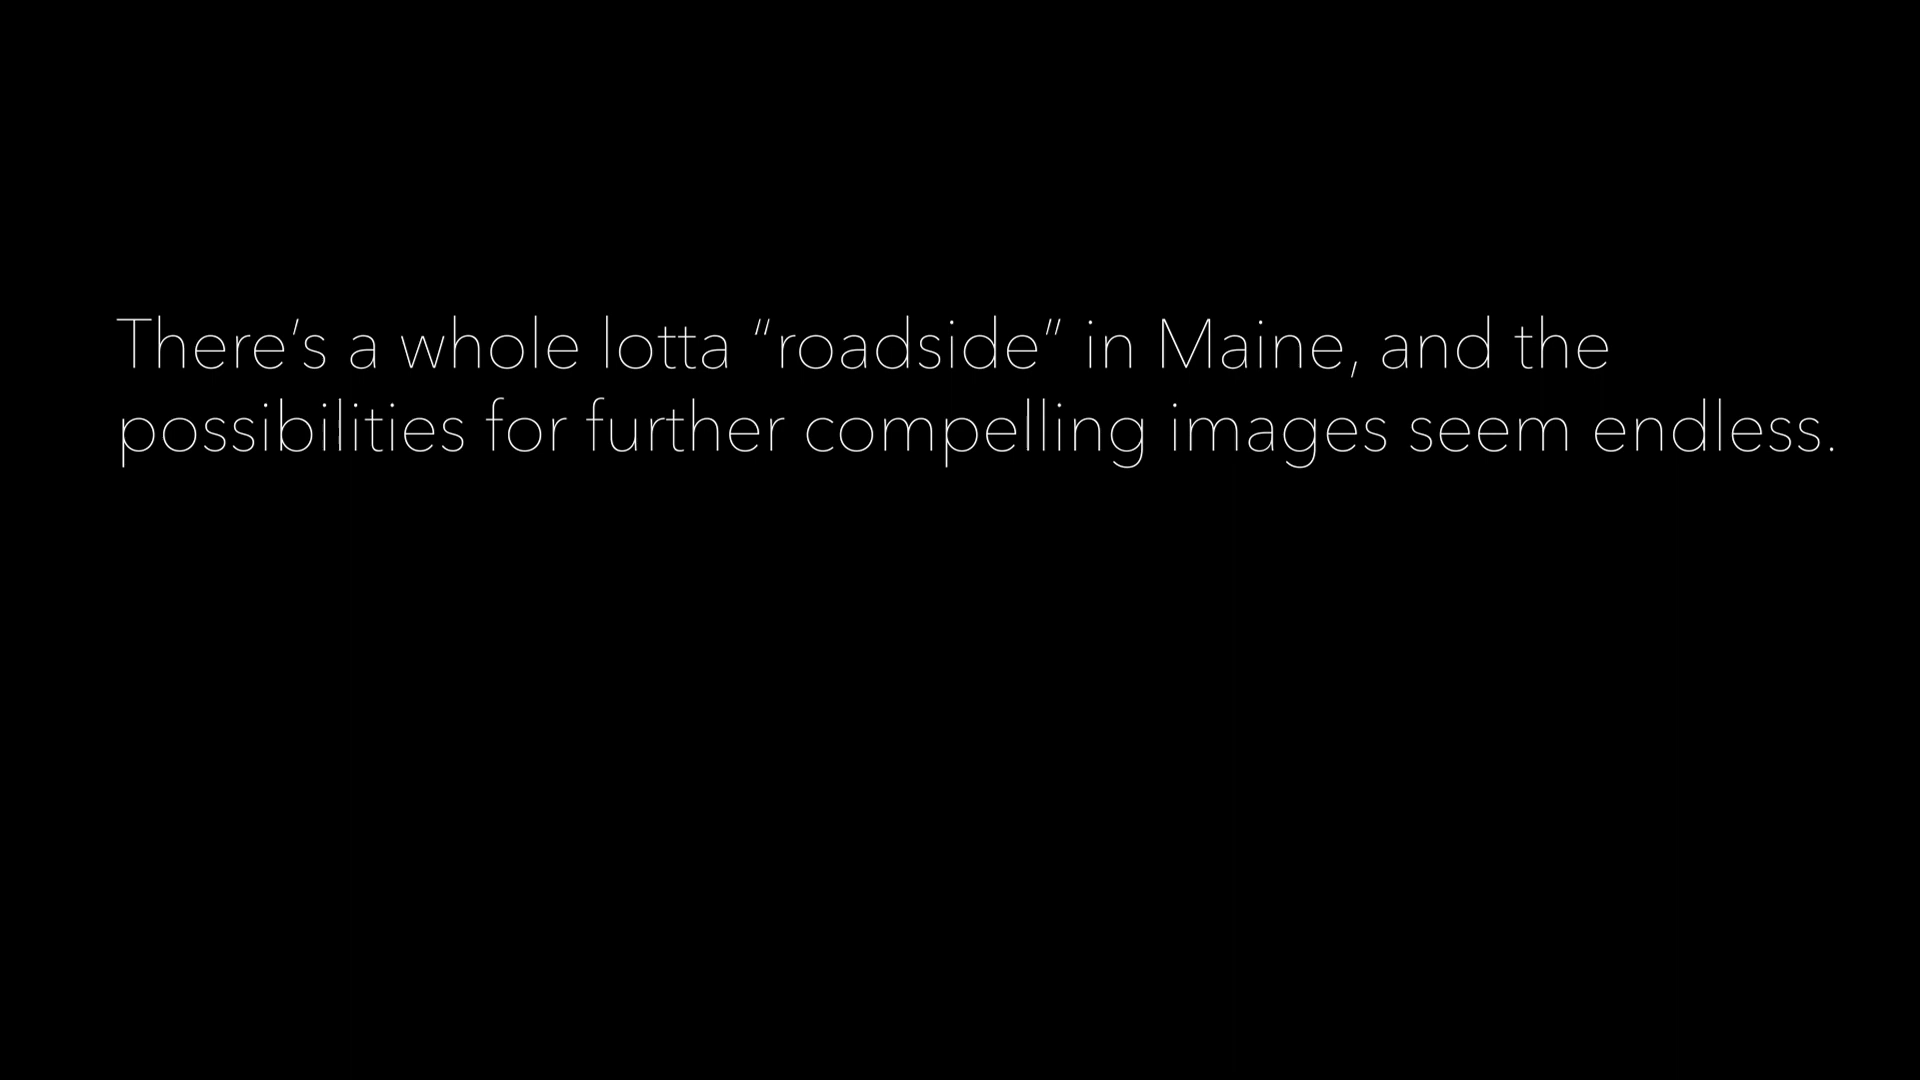 There’s a whole lotta “roadside” in Maine, and the
possibilities for further compelling images seem endless.